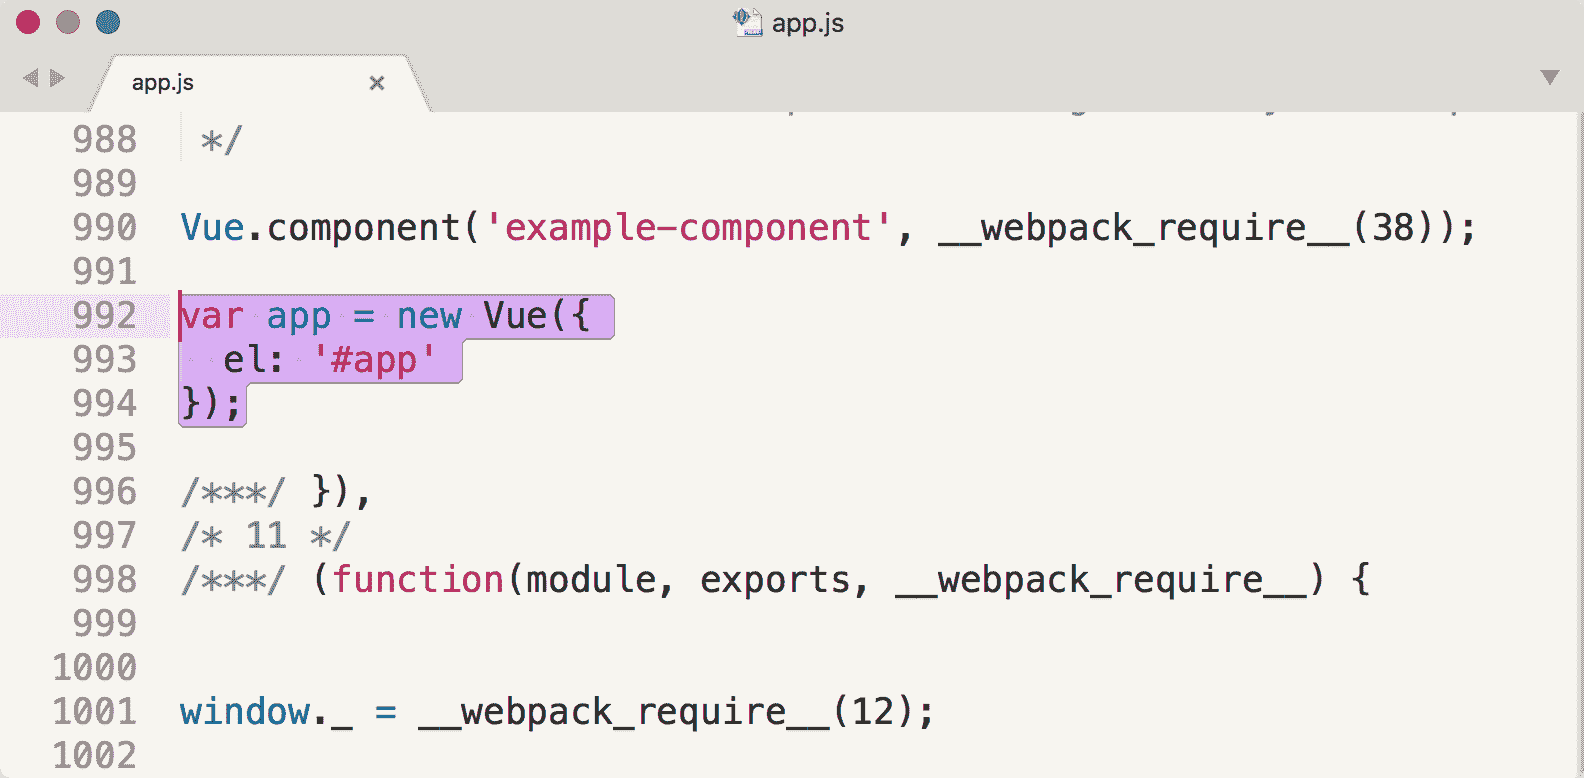 app.js
app.js ×
988 */
989
990 Vue.component('example-component', __webpack_require__(38));
991
992 var app = new Vue({
993   el: '#app'
994 });
995
996 /***/ }),
997 /* 11 */
998 /***/ (function(module, exports, __webpack_require__) {
999
1000
1001 window._ = __webpack_require__(12);
1002